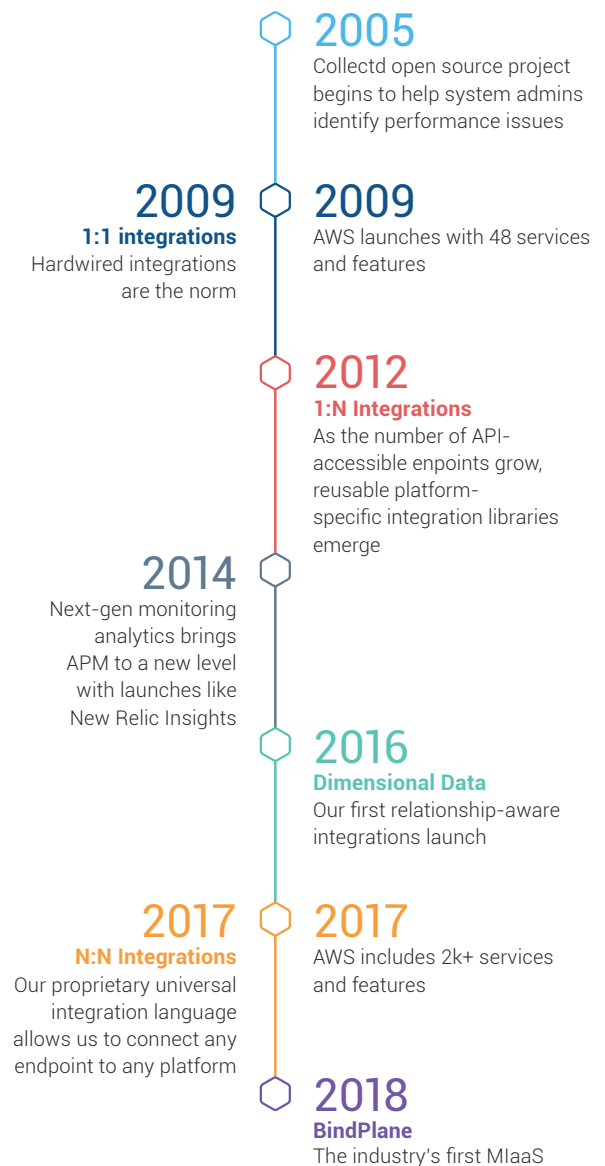 2005
Collectd open source project
begins to help system admins
identify performance issues
2009
1:1 integrations
Hardwired integrations
are the norm
2009
AWS launches with 48 services
and features
2012
1:N Integrations
As the number of API-
accessible enpoints grow,
reusable platform-
specific integration libraries
emerge
2014
Next-gen monitoring
analytics brings
APM to a new level
with launches like
New Relic Insights
2016
Dimensional Data
Our first relationship-aware
integrations launch
2017
N:N Integrations
Our proprietary universal
integration language
allows us to connect any
endpoint to any platform
2017
AWS includes 2k+ services
and features
2018
BindPlane
The industry's first MIaaS